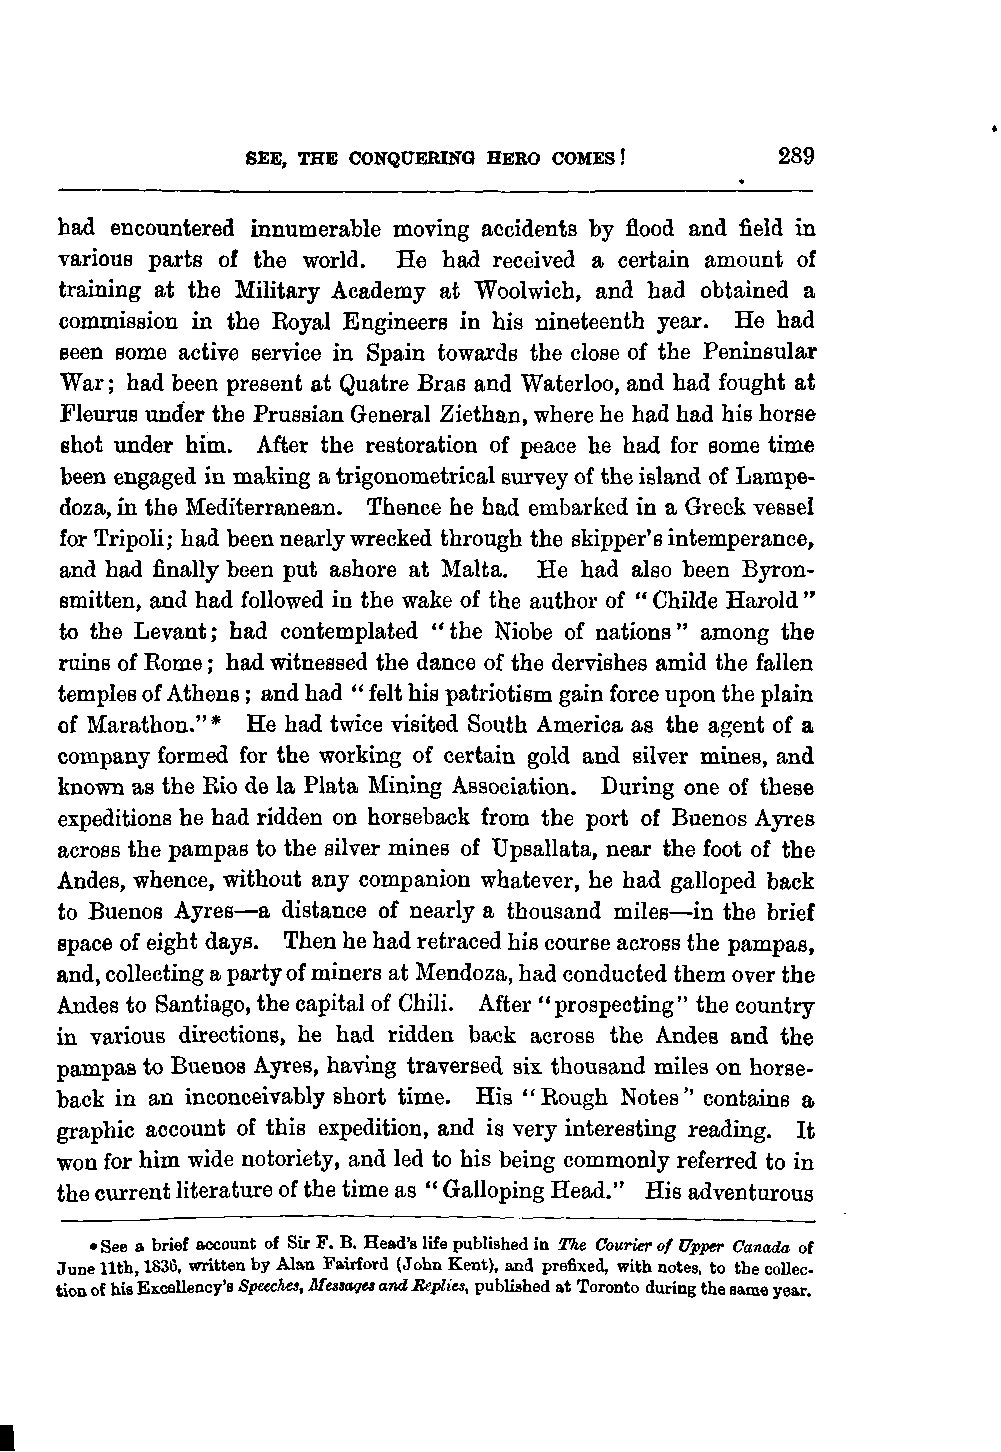 SEE, THE CONQUERING HERO COMES! 289
had encountered innumerable moving accidents by flood and field in
various parts of the world. He had received a certain amount of
training at the Military Academy at Woolwich, and had obtained a
commission in the Royal Engineers in his nineteenth year. He had
seen some active service in Spain towards the close of the Peninsular
War; had been present at Quatre Bras and Waterloo, and had fought at
Fleurus under the Prussian General Ziethan, where he had had his horse
shot under him. After the restoration of peace he had for some time
been engaged in making a trigonometrical survey of the island of Lampe-
doza, in the Mediterranean. Thence he had embarked in a Greek vessel
for Tripoli; had been nearly wrecked through the skipper's intemperance,
and had finally been put ashore at Malta. He had also been Byron-
smitten, and had followed in the wake of the author of "Childe Harold"
to the Levant; had contemplated "the Niobe of nations" among the
ruins of Rome; had witnessed the dance of the dervishes amid the fallen
temples of Athens; and had "felt his patriotism gain force upon the plain
of Marathon."* He had twice visited South America as the agent of a
company formed for the working of certain gold and silver mines, and
known as the Rio de la Plata Mining Association. During one of these
expeditions he had ridden on horseback from the port of Buenos Ayres
across the pampas to the silver mines of Upsallata, near the foot of the
Andes, whence, without any companion whatever, he had galloped back
to Buenos Ayres—a distance of nearly a thousand miles—in the brief
space of eight days. Then he had retraced his course across the pampas,
and, collecting a party of miners at Mendoza, had conducted them over the
Andes to Santiago, the capital of Chili. After "prospecting" the country
in various directions, he had ridden back across the Andes and the
pampas to Buenos Ayres, having traversed six thousand miles on horse-
back in an inconceivably short time. His "Rough Notes" contains a
graphic account of this expedition, and is very interesting reading. It
won for him wide notoriety, and led to his being commonly referred to in
the current literature of the time as "Galloping Head." His adventurous
*See a brief account of Sir F. B. Head's life published in The Courier of Upper Canada of
June 11th, 1836, written by Alan Fairford (John Kent), and prefixed, with notes, to the collec-
tion of his Excellency's Speeches, Messages and Replies, published at Toronto during the same year.